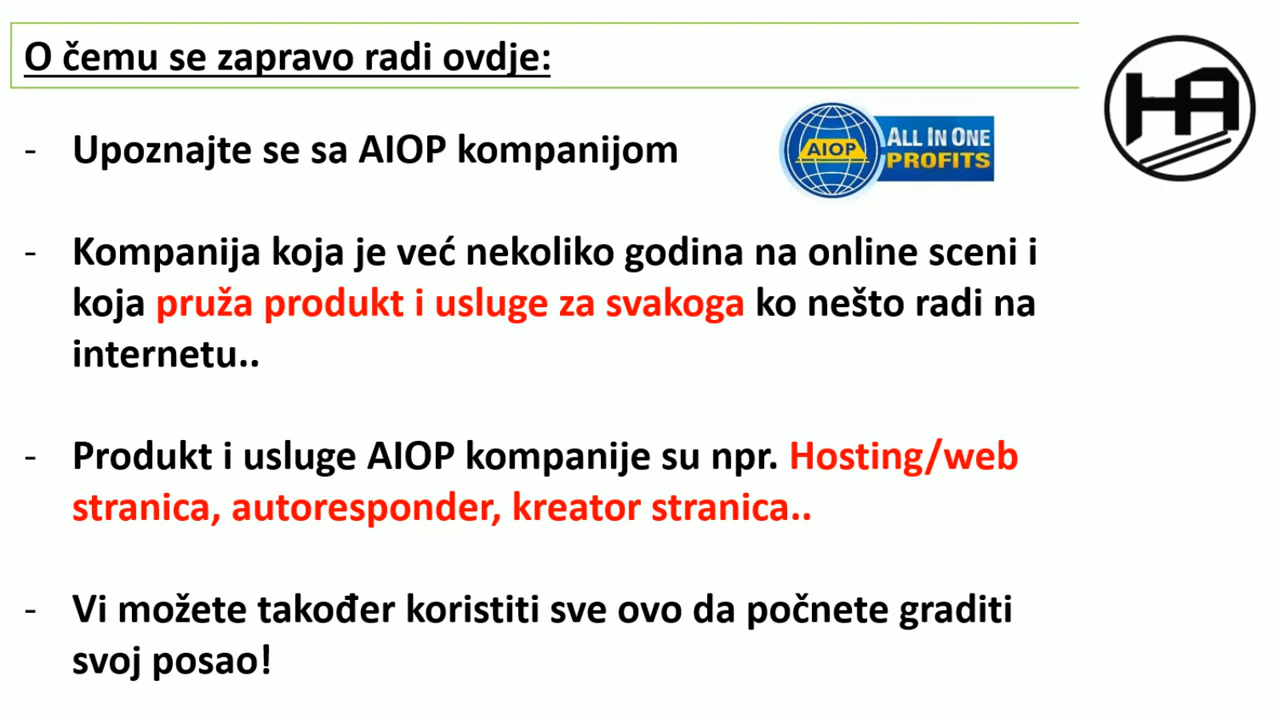 O čemu se zapravo radi ovdje:
HA
- Upoznajte se sa AIOP kompanijom
AIOP
ALL IN ONE
PROFITS
- Kompanija koja je već nekoliko godina na online sceni i
koja pruža produkt i usluge za svakoga ko nešto radi na
internetu..
- Produkt i usluge AIOP kompanije su npr. Hosting/web
stranica, autoresponder, kreator stranica..
- Vi možete također koristiti sve ovo da počnete graditi
svoj posao!